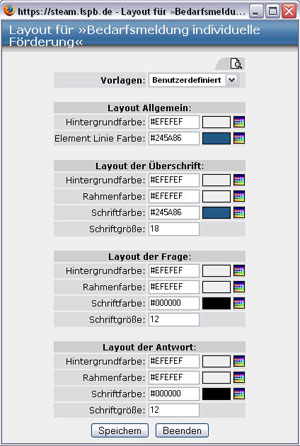 https://steam.lspb.de - Layout für »Bedarfsmeldu...
Layout für »Bedarfsmeldung individuelle
Förderung«
Vorlagen: Benutzerdefiniert
Layout Allgemein:
Hintergrundfarbe: #EFEFEF
Element Linie Farbe: #245A86
Layout der Überschrift:
Hintergrundfarbe: #EFEFEF
Rahmenfarbe: #EFEFEF
Schriftfarbe: #245A86
Schriftgröße: 18
Layout der Frage:
Hintergrundfarbe: #EFEFEF
Rahmenfarbe: #EFEFEF
Schriftfarbe: #000000
Schriftgröße: 12
Layout der Antwort:
Hintergrundfarbe: #EFEFEF
Rahmenfarbe: #EFEFEF
Schriftfarbe: #000000
Schriftgröße: 12
Speichern Beenden